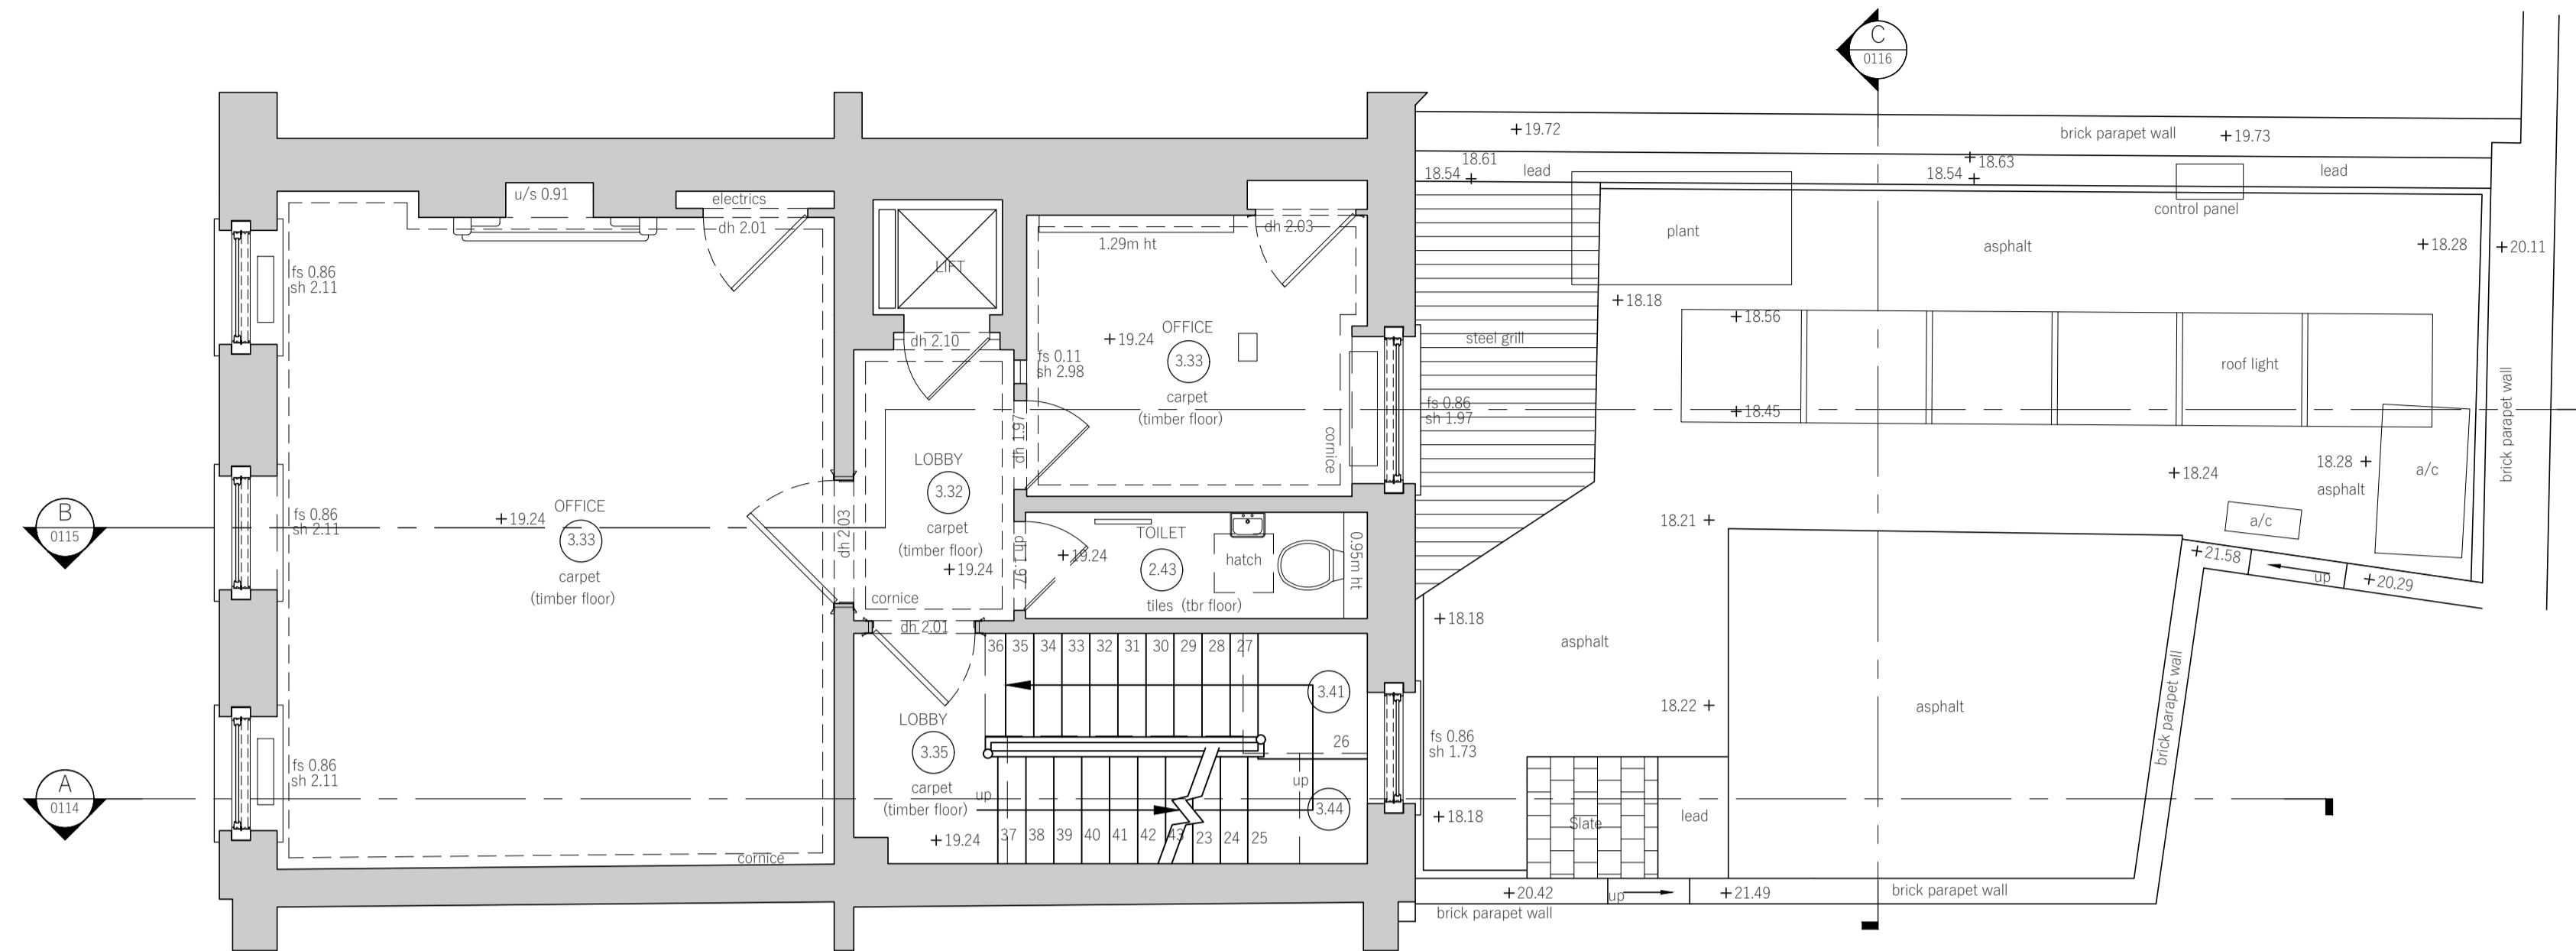 C
0116
+19.72
brick parapet wall
+19.73
18.61
18.54
lead
+18.63
18.54
lead
control panel
u/s 0.91
electrics
dh 2.01
dh 2.03
1.29m ht
plant
asphalt
+18.28
+20.11
fs 0.86
sh 2.11
LIFT
+18.18
+18.56
OFFICE
+19.24
3.33
carpet
(timber floor)
dh 2.10
fs 0.11
sh 2.98
steel grill
roof light
brick parapet wall
dh 1.97
cornice
fs 0.86
sh 1.97
+18.45
LOBBY
3.32
carpet
(timber floor)
+19.24
cornice
18.28 +
asphalt
+18.24
a/c
a/c
B
0115
fs 0.86
sh 2.11
OFFICE
+19.24
3.33
carpet
(timber floor)
dh 2.03
dh 1.97
+19.24
TOILET
2.43
hatch
tiles (tbr floor)
0.95m ht
18.21 +
+21.58
up
+20.29
dh 2.01
36 35 34 33 32 31 30 29 28 27
+18.18
asphalt
brick parapet wall
3.41
LOBBY
3.35
carpet
(timber floor)
+19.24
26
up
up
3.44
37 38 39 40 41 42 43 23 24 25
fs 0.86
sh 1.73
18.22 +
asphalt
A
0114
fs 0.86
sh 2.11
cornice
+18.18
Slate
lead
+20.42
up
+21.49
brick parapet wall
brick parapet wall